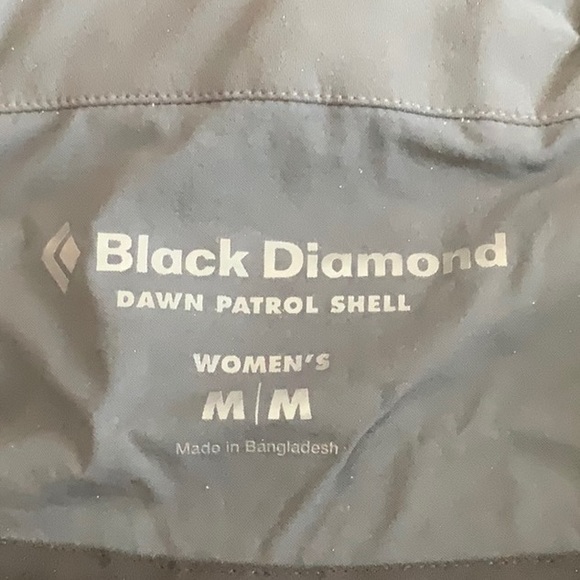 Black Diamond
DAWN PATROL SHELL
WOMEN'S
M|M
Made in Bangladesh